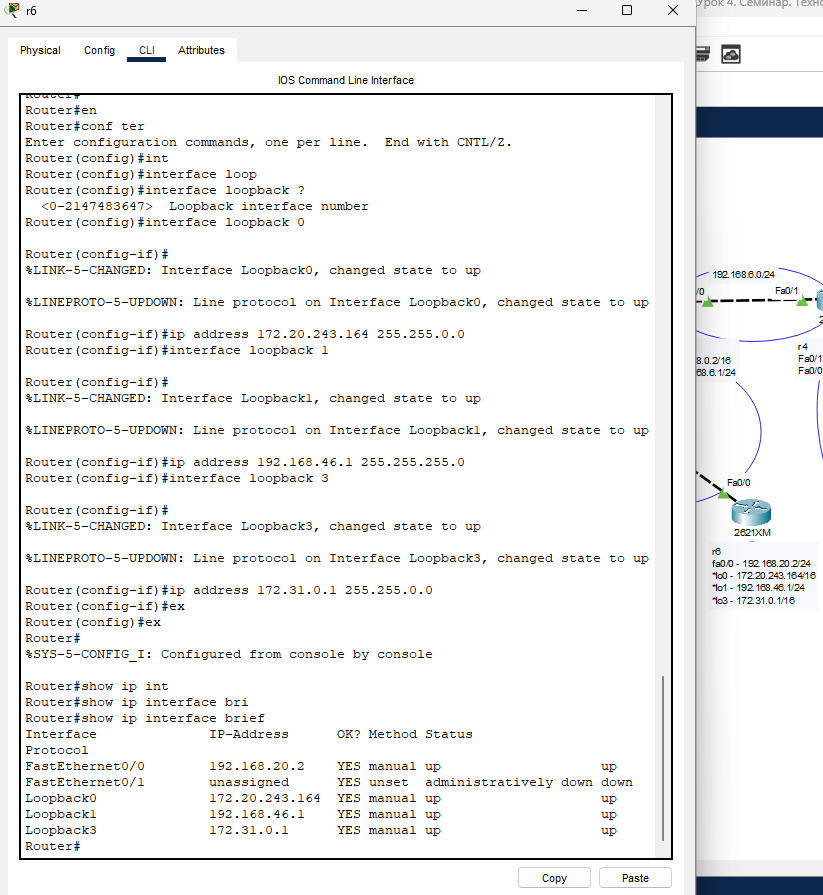 r6
Урок 4. Семинар. Техно
Physical Config CLI Attributes
IOS Command Line Interface
Router#
Router#en
Router#conf ter
Enter configuration commands, one per line.  End with CNTL/Z.
Router(config)#int
Router(config)#interface loop
Router(config)#interface loopback ?
  <0-2147483647>  Loopback interface number
Router(config)#interface loopback 0
Router(config-if)#
%LINK-5-CHANGED: Interface Loopback0, changed state to up
%LINEPROTO-5-UPDOWN: Line protocol on Interface Loopback0, changed state to up
Router(config-if)#ip address 172.20.243.164 255.255.0.0
Router(config-if)#interface loopback 1
Router(config-if)#
%LINK-5-CHANGED: Interface Loopback1, changed state to up
%LINEPROTO-5-UPDOWN: Line protocol on Interface Loopback1, changed state to up
Router(config-if)#ip address 192.168.46.1 255.255.255.0
Router(config-if)#interface loopback 3
Router(config-if)#
%LINK-5-CHANGED: Interface Loopback3, changed state to up
%LINEPROTO-5-UPDOWN: Line protocol on Interface Loopback3, changed state to up
Router(config-if)#ip address 172.31.0.1 255.255.0.0
Router(config-if)#ex
Router(config)#ex
Router#
%SYS-5-CONFIG_I: Configured from console by console
Router#show ip int
Router#show ip interface bri
Router#show ip interface brief
Interface              IP-Address      OK? Method Status
Protocol
FastEthernet0/0        192.168.20.2    YES manual up                    up
FastEthernet0/1        unassigned      YES unset  administratively down down
Loopback0              172.20.243.164  YES manual up                    up
Loopback1              192.168.46.1    YES manual up                    up
Loopback3              172.31.0.1      YES manual up                    up
Router#
Copy Paste
192.168.6.0/24
/0
Fa0/1
r4
Fa0/1
Fa0/0
8.0.2/16
68.6.1/24
Fa0/0
2621XM
r6
fa0/0 - 192.168.20.2/24
*lo0 - 172.20.243.164/16
*lo1 - 192.168.46.1/24
*lo3 - 172.31.0.1/16